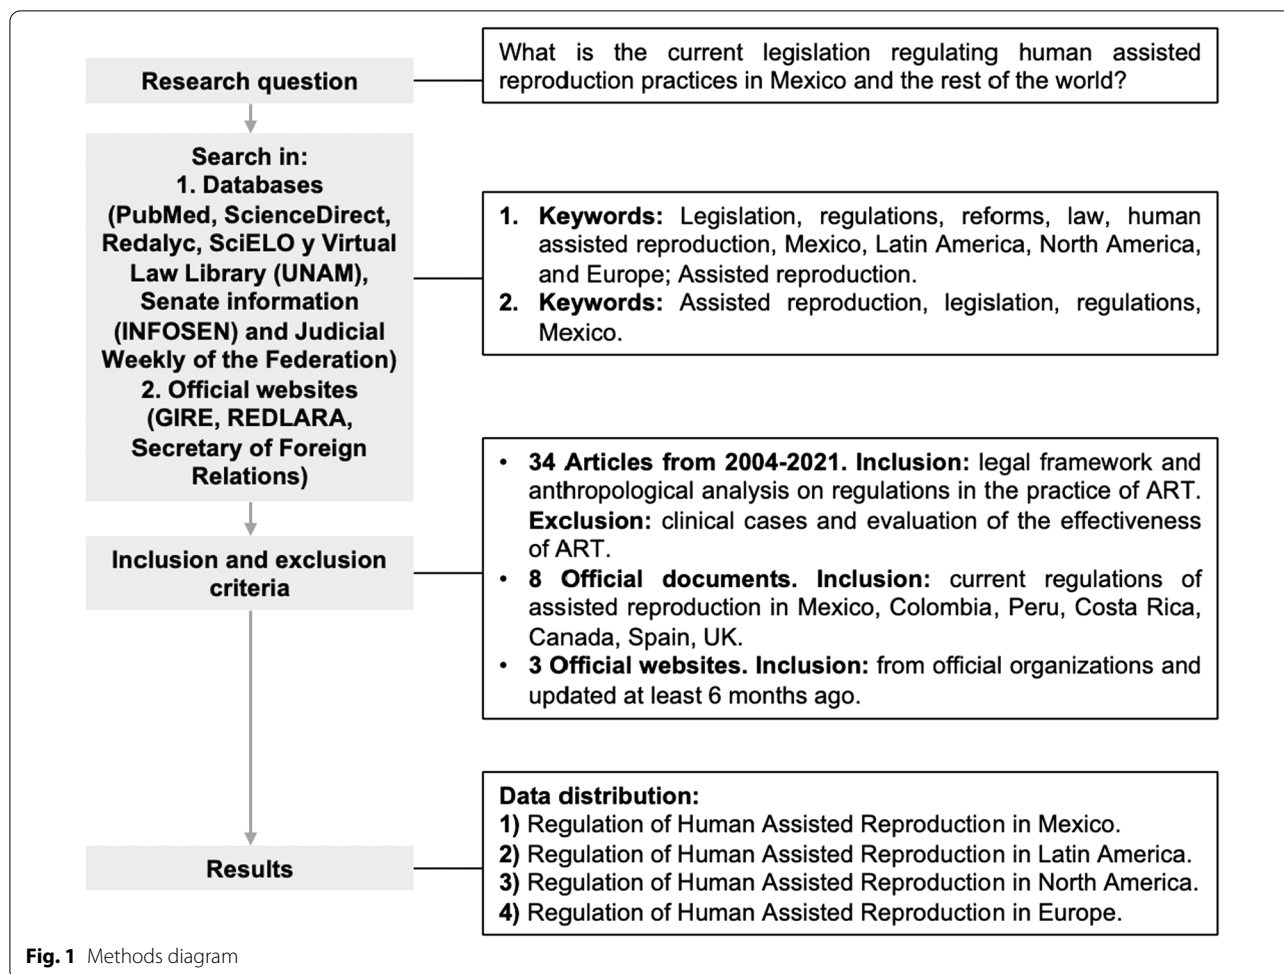 Research question
What is the current legislation regulating human assisted
reproduction practices in Mexico and the rest of the world?
Search in:
1. Databases
(PubMed, ScienceDirect,
Redalyc, SciELO y Virtual
Law Library (UNAM),
Senate information
(INFOSEN) and Judicial
Weekly of the Federation)
2. Official websites
(GIRE, REDLARA,
Secretary of Foreign
Relations)
1. Keywords: Legislation, regulations, reforms, law, human
assisted reproduction, Mexico, Latin America, North America,
and Europe; Assisted reproduction.
2. Keywords: Assisted reproduction, legislation, regulations,
Mexico.
Inclusion and exclusion
criteria
• 34 Articles from 2004-2021. Inclusion: legal framework and
anthropological analysis on regulations in the practice of ART.
Exclusion: clinical cases and evaluation of the effectiveness
of ART.
• 8 Official documents. Inclusion: current regulations of
assisted reproduction in Mexico, Colombia, Peru, Costa Rica,
Canada, Spain, UK.
• 3 Official websites. Inclusion: from official organizations and
updated at least 6 months ago.
Results
Data distribution:
1) Regulation of Human Assisted Reproduction in Mexico.
2) Regulation of Human Assisted Reproduction in Latin America.
3) Regulation of Human Assisted Reproduction in North America.
4) Regulation of Human Assisted Reproduction in Europe.
Fig. 1 Methods diagram